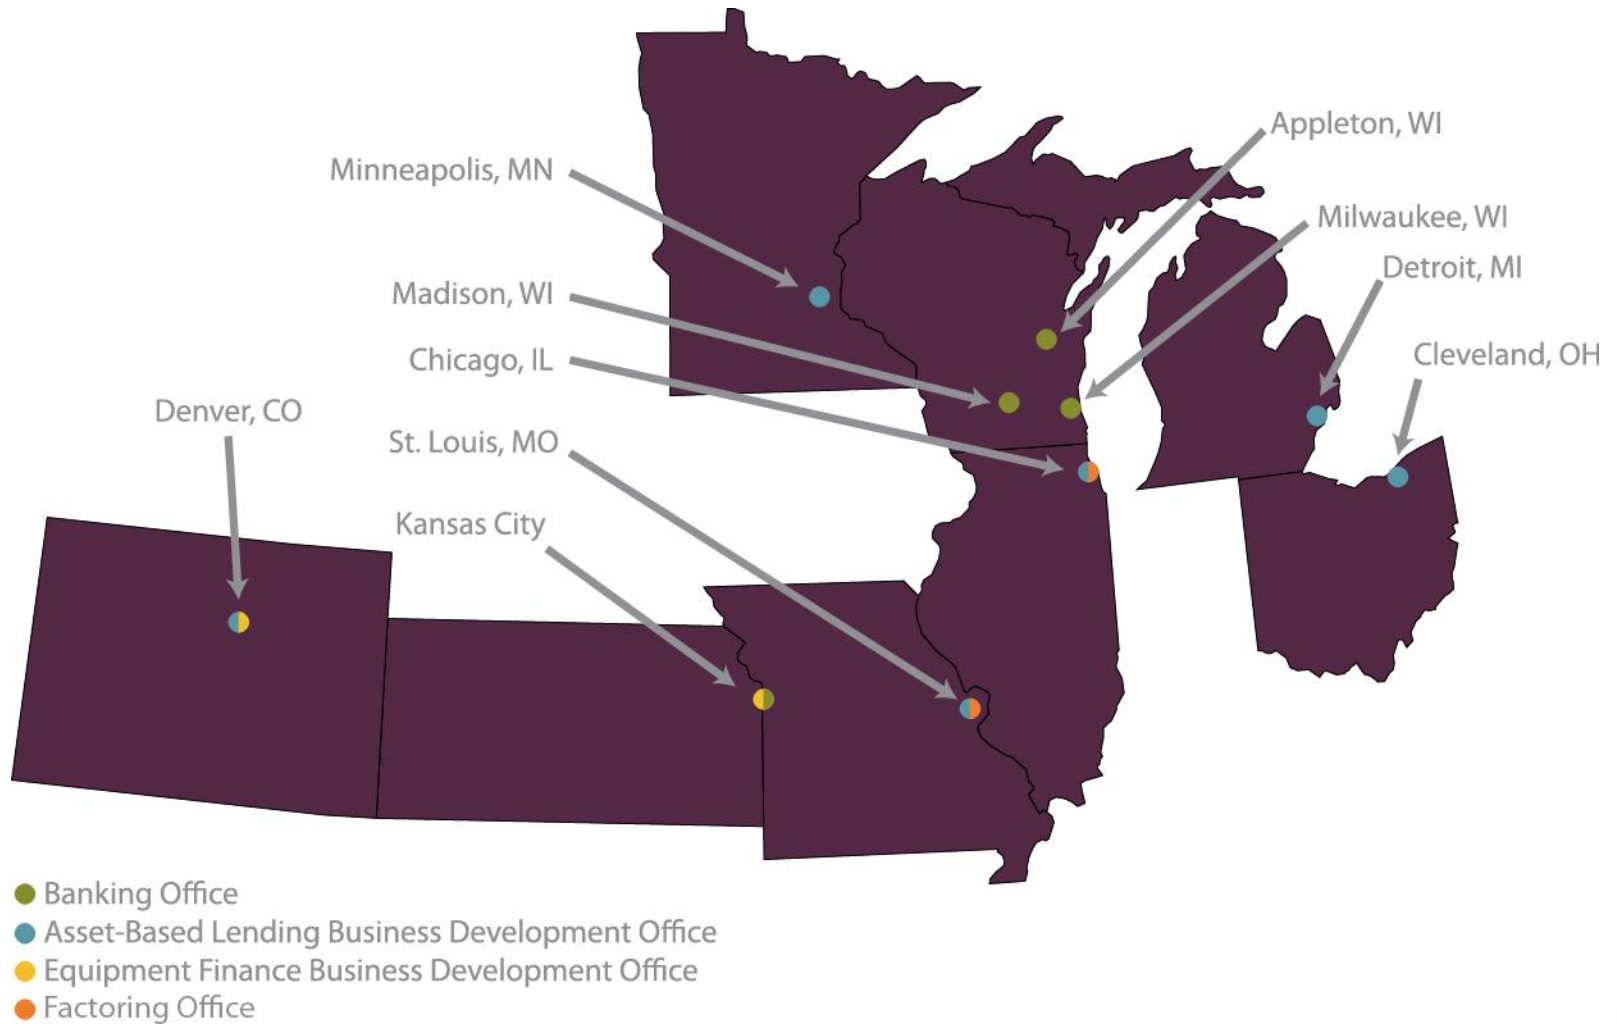 Appleton, WI
Minneapolis, MN
Milwaukee, WI
Detroit, MI
Madison, WI
Chicago, IL
Cleveland, OH
Denver, CO
St. Louis, MO
Kansas City
Banking Office
Asset-Based Lending Business Development Office
Equipment Finance Business Development Office
Factoring Office